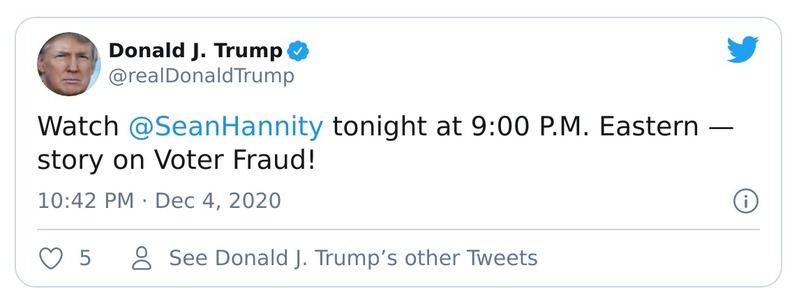 Donald J. Trump
@realDonaldTrump
Watch @SeanHannity tonight at 9:00 P.M. Eastern —
story on Voter Fraud!
10:42 PM · Dec 4, 2020
5 See Donald J. Trump’s other Tweets